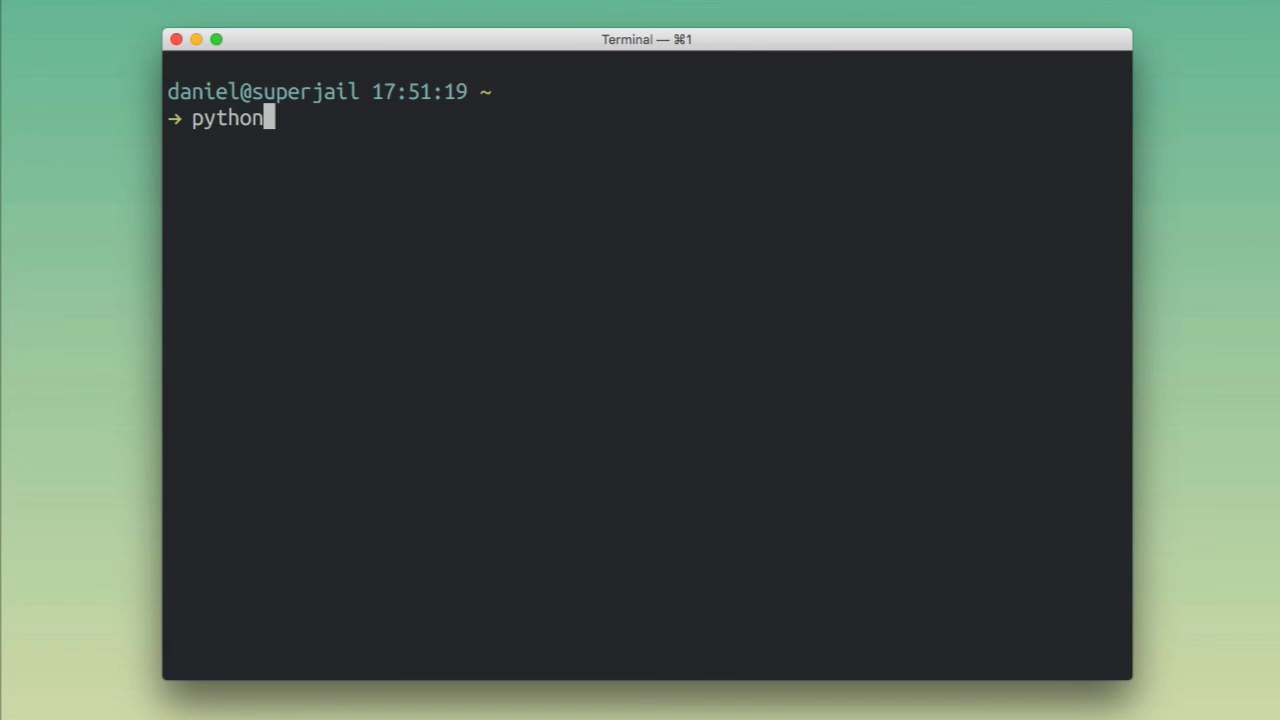 Terminal — ⌘1
daniel@superjail 17:51:19 ~
→ python